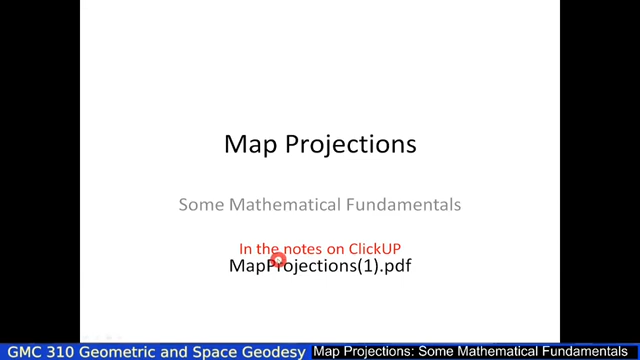 Map Projections
Some Mathematical Fundamentals
In the notes on ClickUP
MapProjections(1).pdf
GMC 310 Geometric and Space Geodesy Map Projections: Some Mathematical Fundamentals